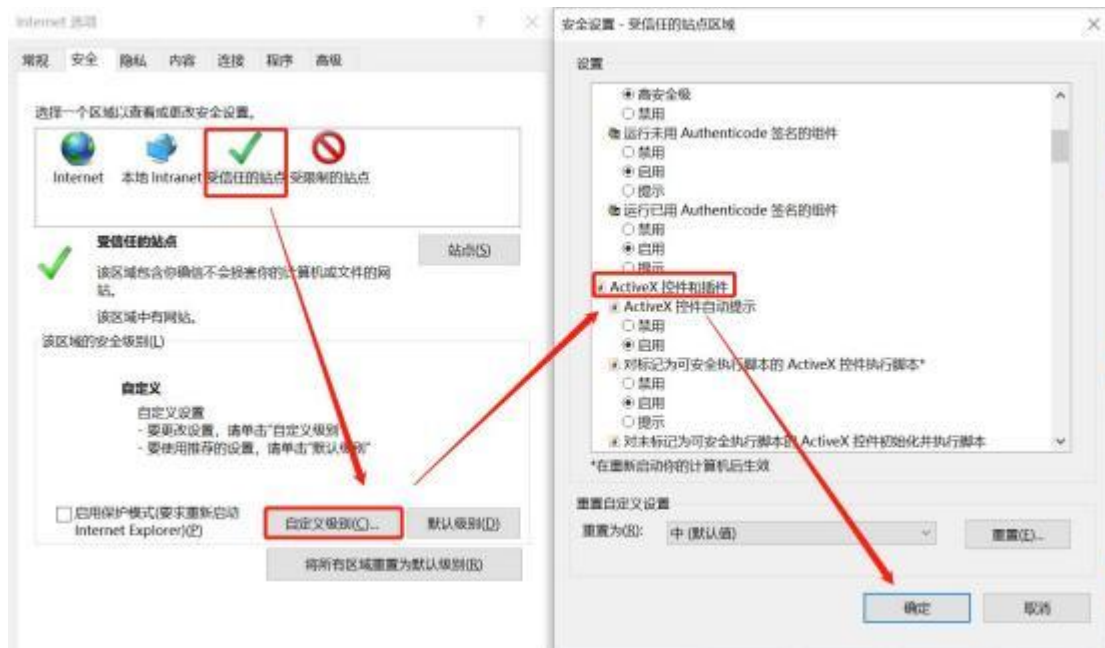 Internet 选项
?
常规 安全 隐私 内容 连接 程序 高级
选择一个区域以查看或更改安全设置。
Internet 本地 Intranet 受信任的站点 受限制的站点
受信任的站点
站点(S)
该区域包含你确信不会损害你的计算机或文件的网
站。
该区域中有网站。
该区域的安全级别(L)
自定义
自定义设置
- 要更改设置，请单击"自定义级别"
- 要使用推荐的设置，请单击"默认级别"
启用保护模式(要求重新启动
Internet Explorer)(P)
自定义级别(C)...
默认级别(D)
将所有区域重置为默认级别(R)
安全设置 - 受信任的站点区域
设置
高安全级
禁用
运行未用 Authenticode 签名的组件
禁用
启用
提示
运行已用 Authenticode 签名的组件
禁用
启用
提示
ActiveX 控件和插件
ActiveX 控件自动提示
禁用
启用
对标记为可安全执行脚本的 ActiveX 控件执行脚本*
禁用
启用
提示
对未标记为可安全执行脚本的 ActiveX 控件初始化并执行脚本
*在重新启动你的计算机后生效
重置自定义设置
重置为(R):
中 (默认值)
重置(E)...
确定
取消